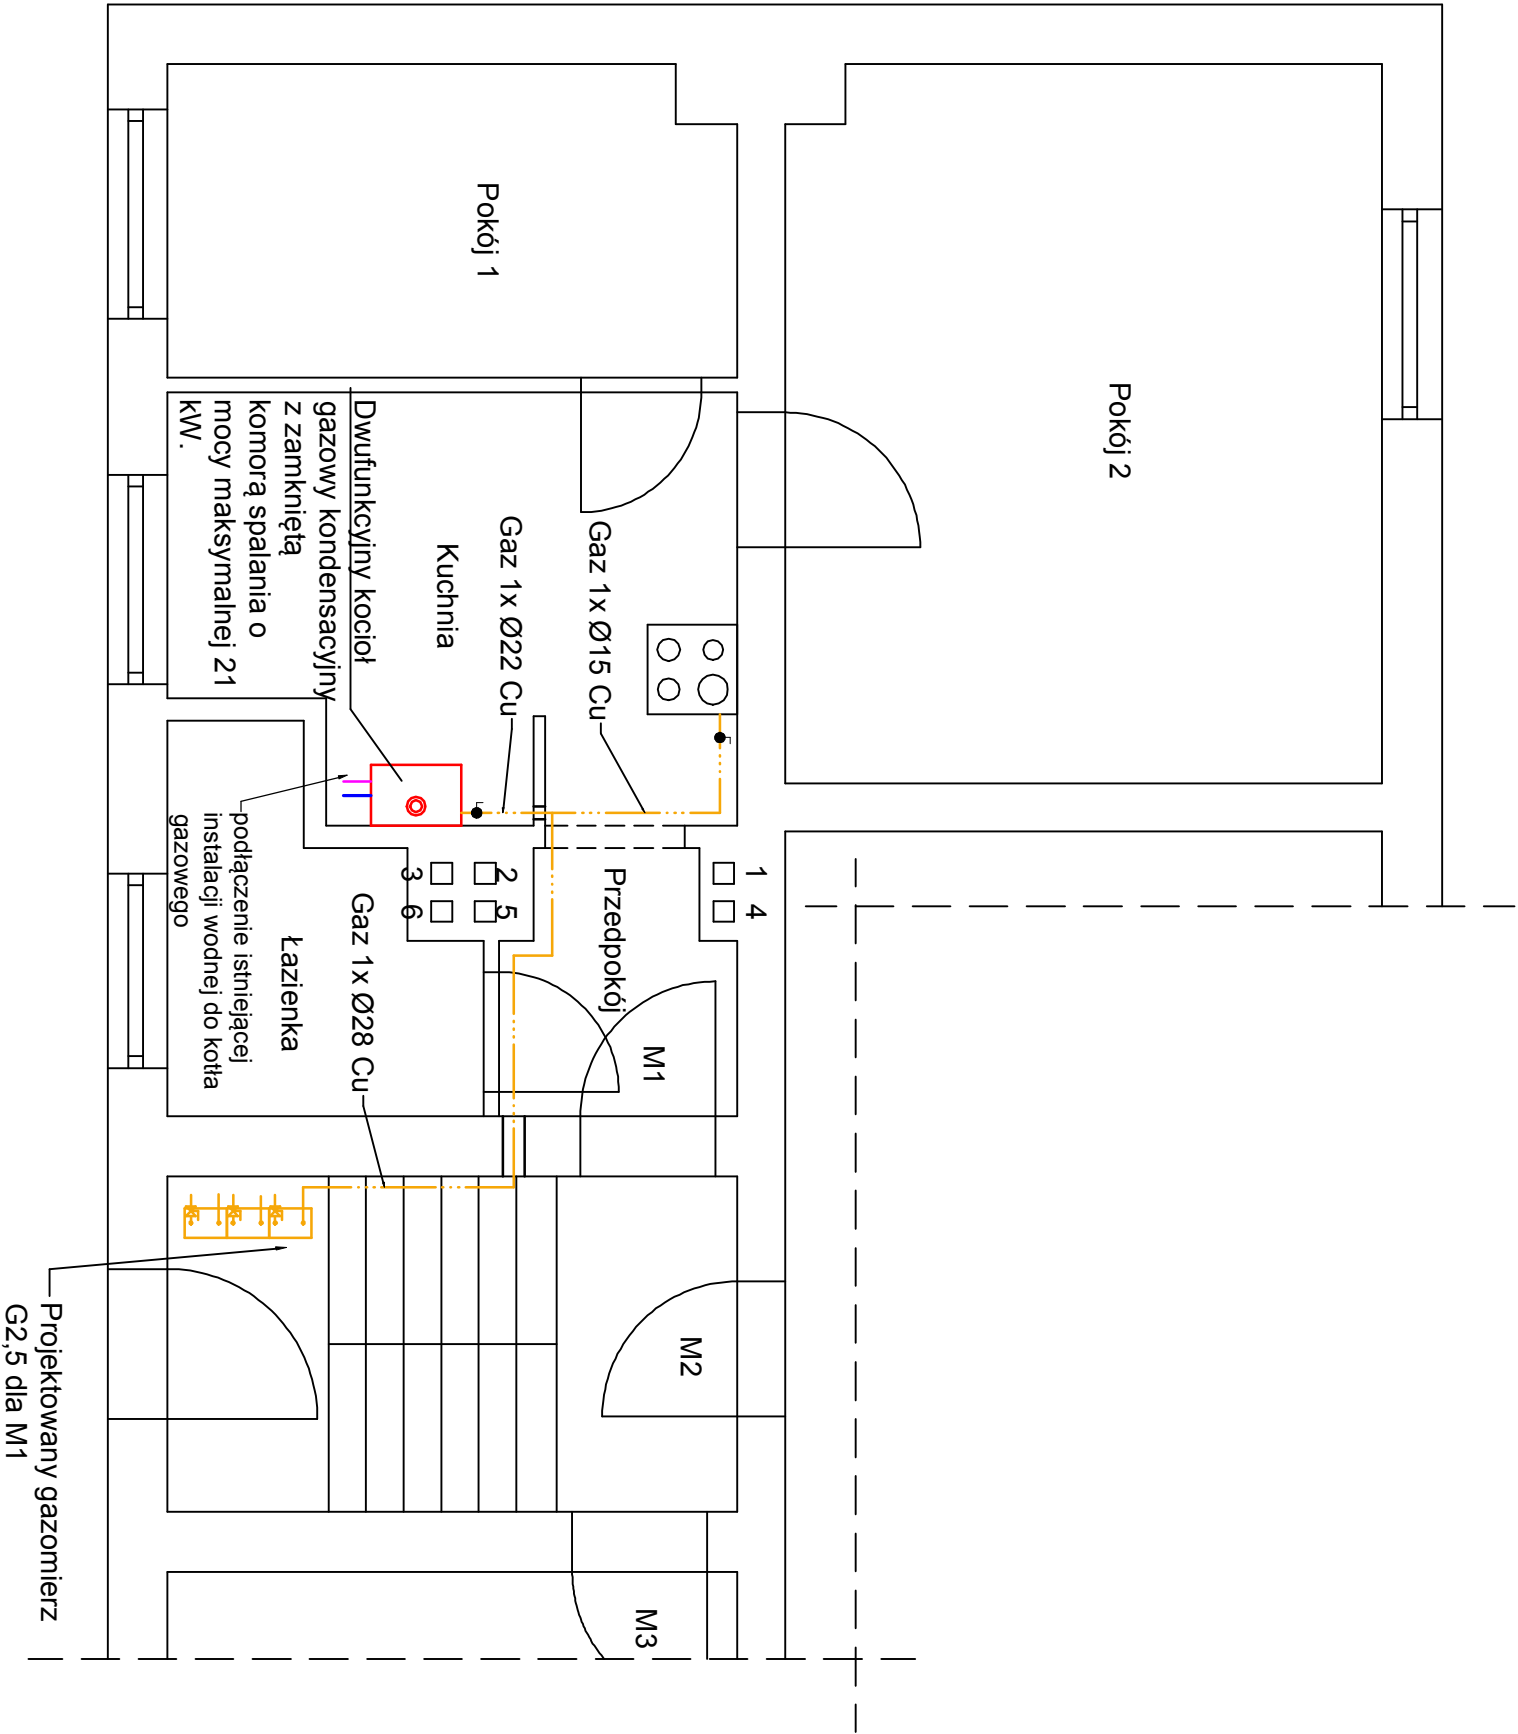 Pokój 2
Pokój 1
Gaz 1x Ø15 Cu
Gaz 1x Ø22 Cu
Kuchnia
Dwufunkcyjny kocioł
gazowy kondensacyjny
z zamkniętą
komorą spalania o
mocy maksymalnej 21
kW.
1
4
2
5
3
6
Przedpokój
M1
Gaz 1x Ø28 Cu
Łazienka
podłączenie istniejącej
instalacji wodnej do kotła
gazowego
M2
M3
Projektowany gazomierz
G2,5 dla M1